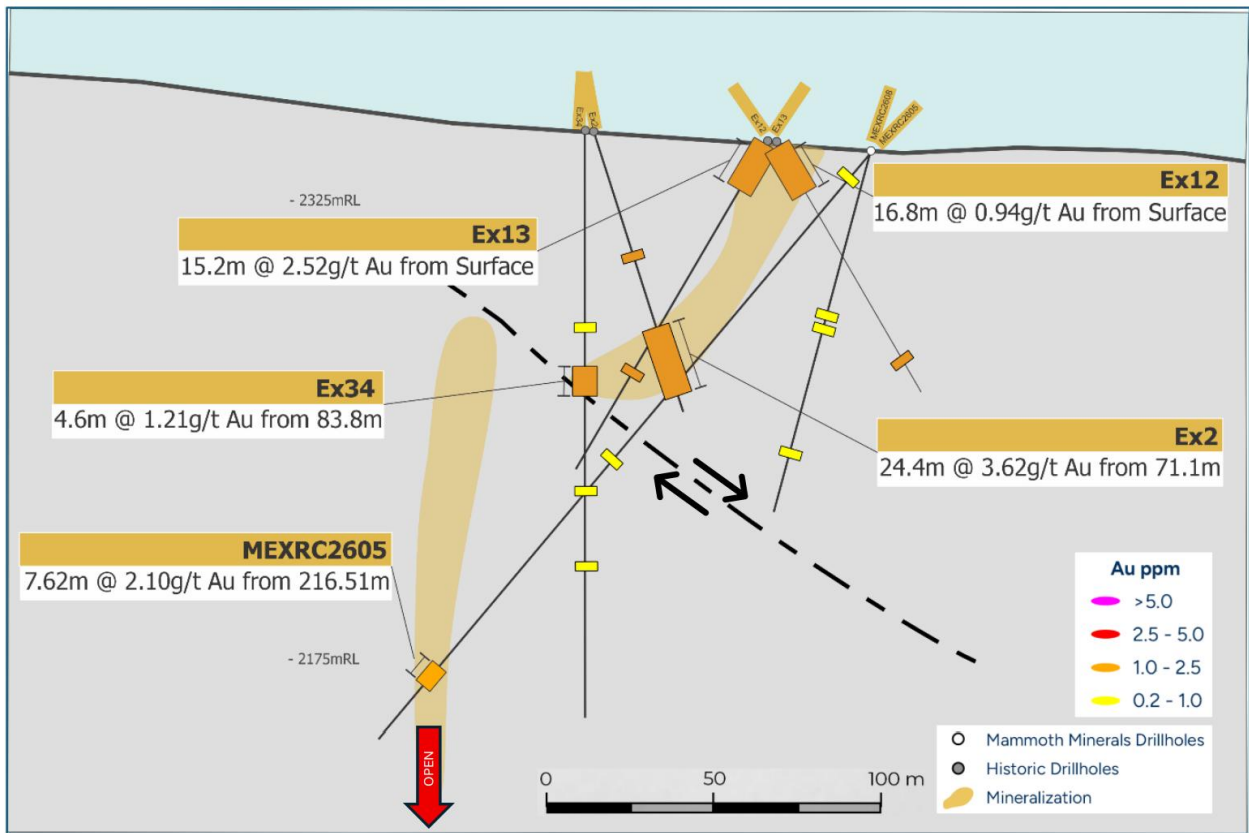 Ex34
Ex2
Ex12
Ex13
MEXRC2608
MEXRC2605
- 2325mRL
Ex12
16.8m @ 0.94g/t Au from Surface
Ex13
15.2m @ 2.52g/t Au from Surface
Ex34
4.6m @ 1.21g/t Au from 83.8m
Ex2
24.4m @ 3.62g/t Au from 71.1m
MEXRC2605
7.62m @ 2.10g/t Au from 216.51m
- 2175mRL
OPEN
Au ppm
>5.0
2.5 - 5.0
1.0 - 2.5
0.2 - 1.0
Mammoth Minerals Drillholes
Historic Drillholes
Mineralization
0 50 100 m